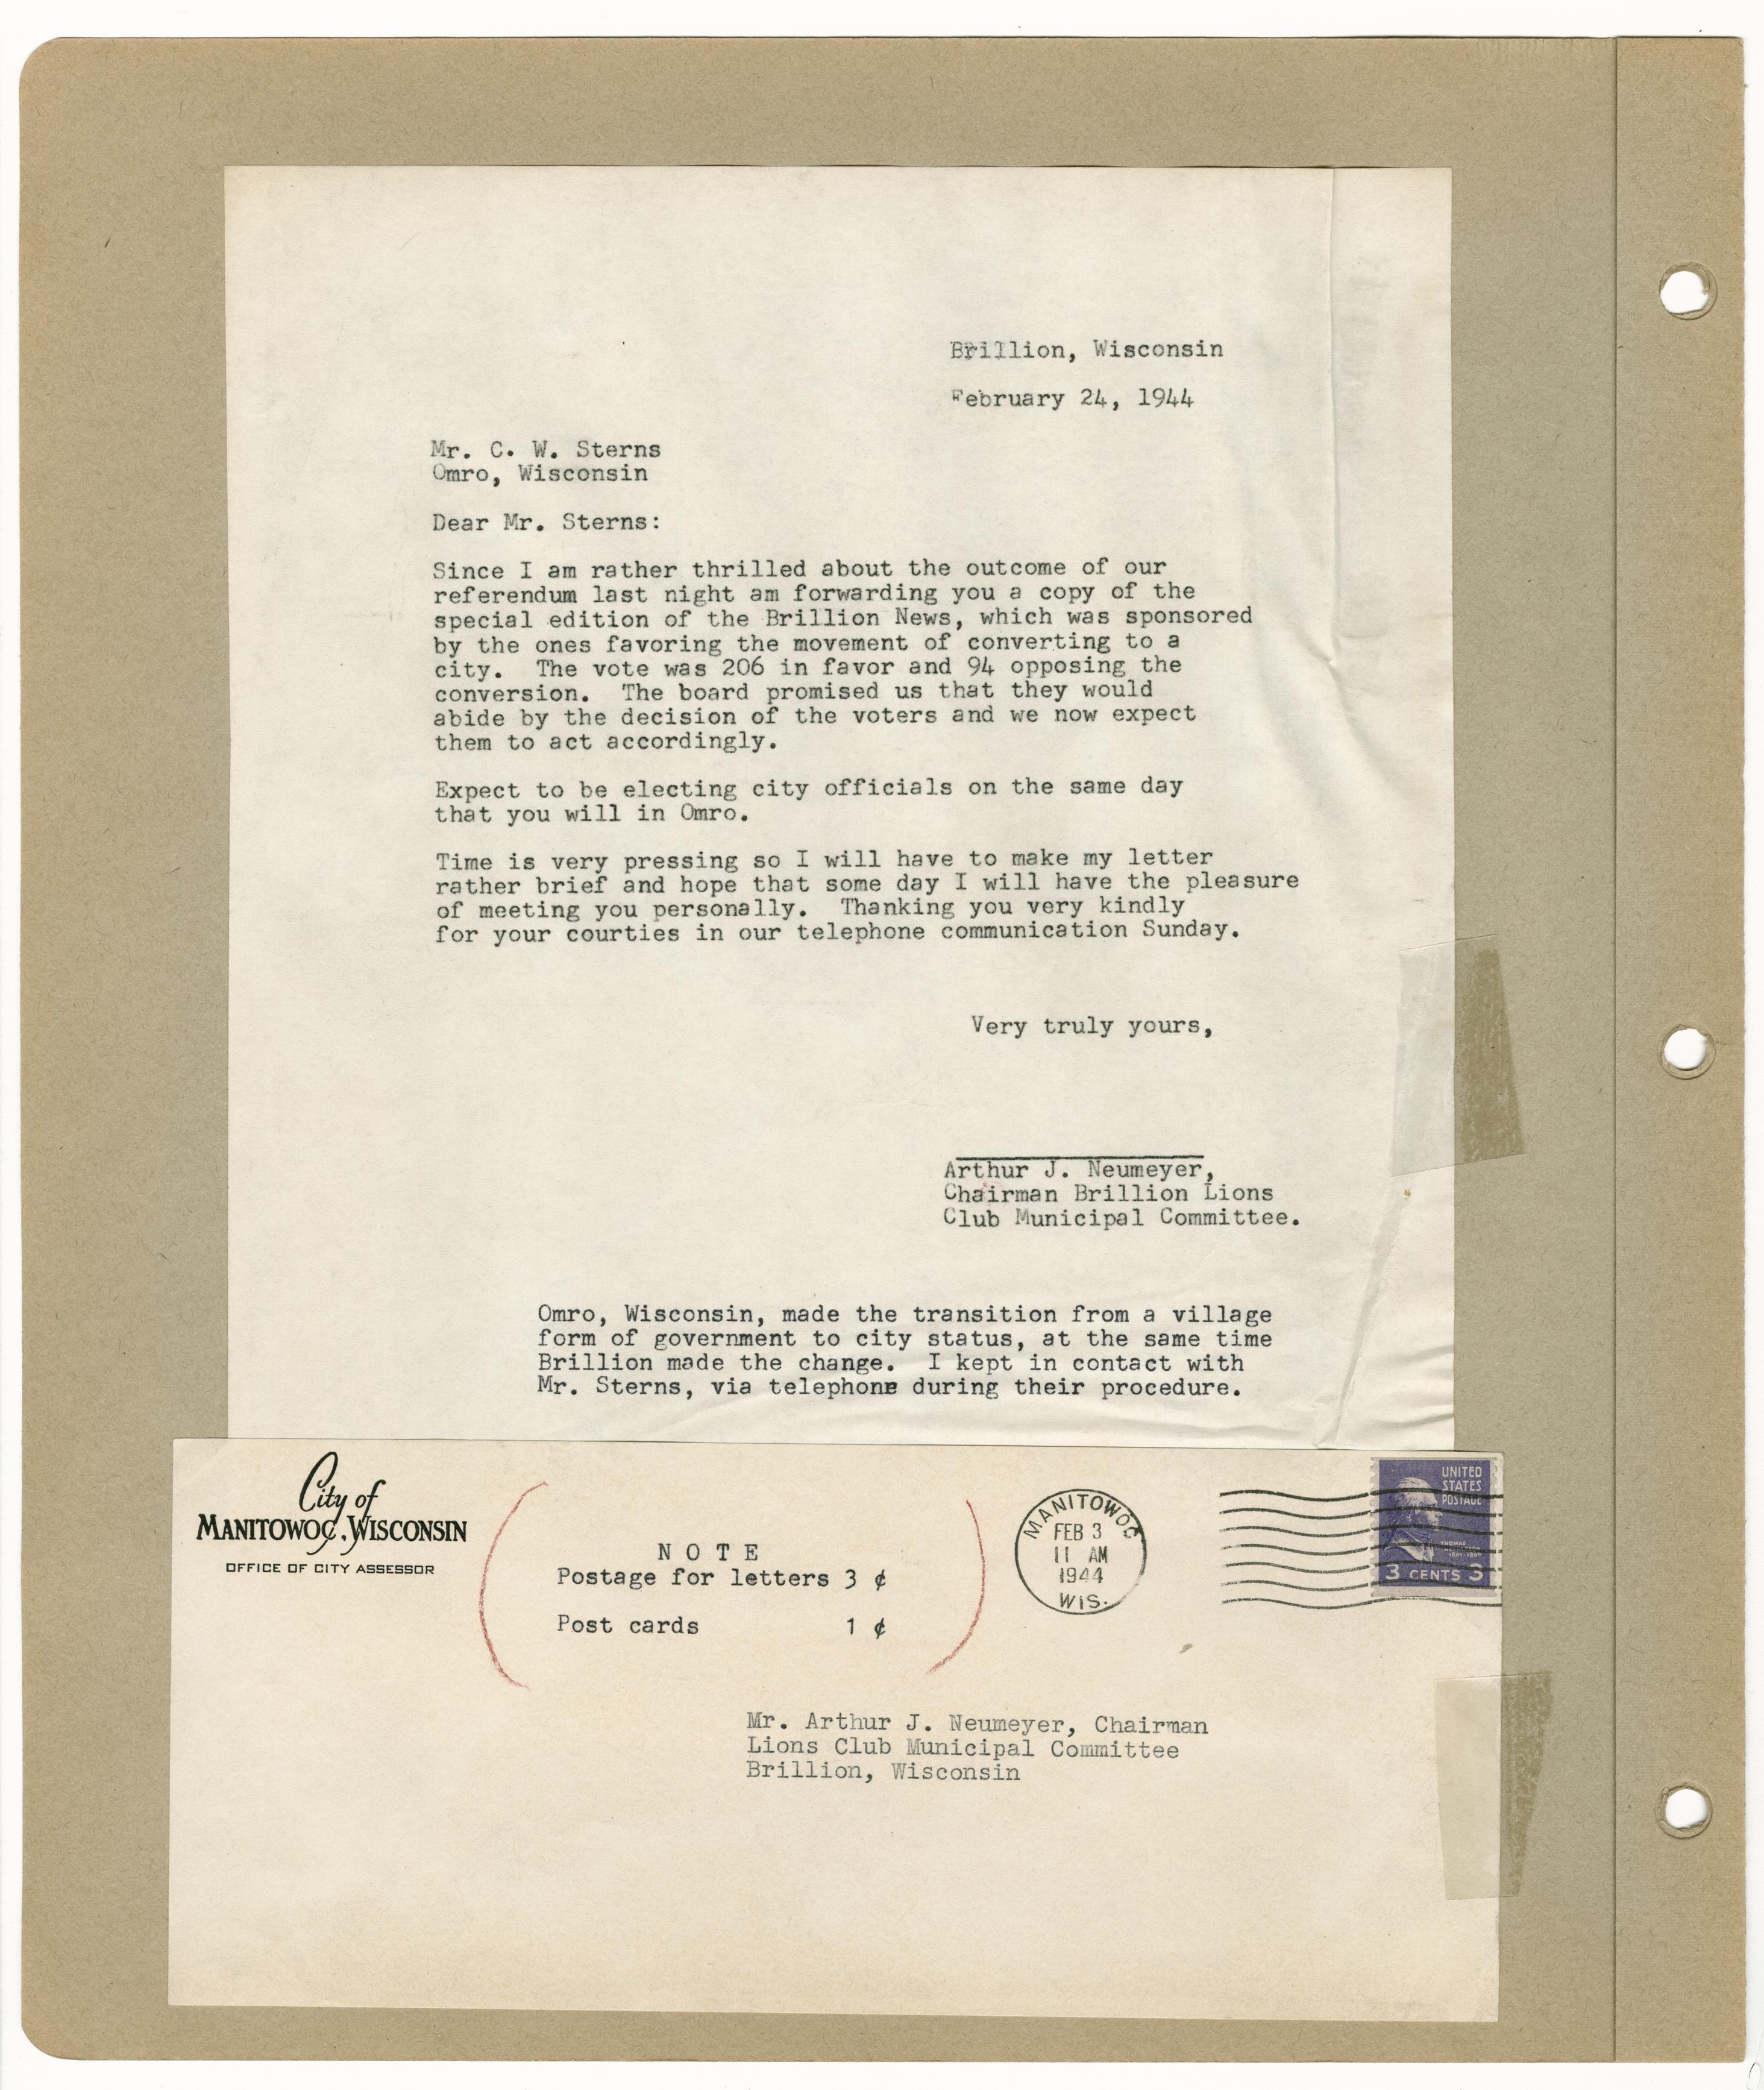 Brillion, Wisconsin
February 24, 1944
Mr. C. W. Sterns
Omro, Wisconsin
Dear Mr. Sterns:
Since I am rather thrilled about the outcome of our
referendum last night am forwarding you a copy of the
special edition of the Brillion News, which was sponsored
by the ones favoring the movement of converting to a
city.  The vote was 206 in favor and 94 opposing the
conversion.  The board promised us that they would
abide by the decision of the voters and we now expect
them to act accordingly.
Expect to be electing city officials on the same day
that you will in Omro.
Time is very pressing so I will have to make my letter
rather brief and hope that some day I will have the pleasure
of meeting you personally.  Thanking you very kindly
for your courties in our telephone communication Sunday.
Very truly yours,
Arthur J. Neumeyer,
Chairman Brillion Lions
Club Municipal Committee.
Omro, Wisconsin, made the transition from a village
form of government to city status, at the same time
Brillion made the change.  I kept in contact with
Mr. Sterns, via telephone during their procedure.
City of
MANITOWOC, WISCONSIN
OFFICE OF CITY ASSESSOR
N O T E
Postage for letters 3 ¢
Post cards 1 ¢
MANITOWOC
FEB 3
11 AM
1944
WIS.
UNITED
STATES
POSTAGE
THOMAS
3 CENTS 3
Mr. Arthur J. Neumeyer, Chairman
Lions Club Municipal Committee
Brillion, Wisconsin